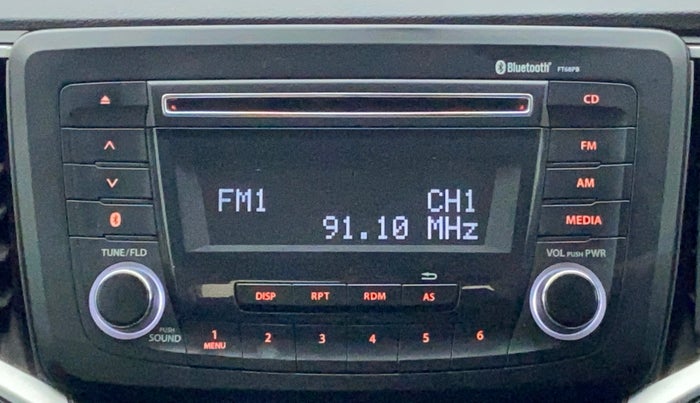 Bluetooth® FT68PB
CD
FM
AM
MEDIA
FM1 CH1
91.10 MHz
TUNE/FLD
VOL PUSH PWR
DISP RPT RDM AS
PUSH
SOUND
1 2 3 4 5 6
MENU